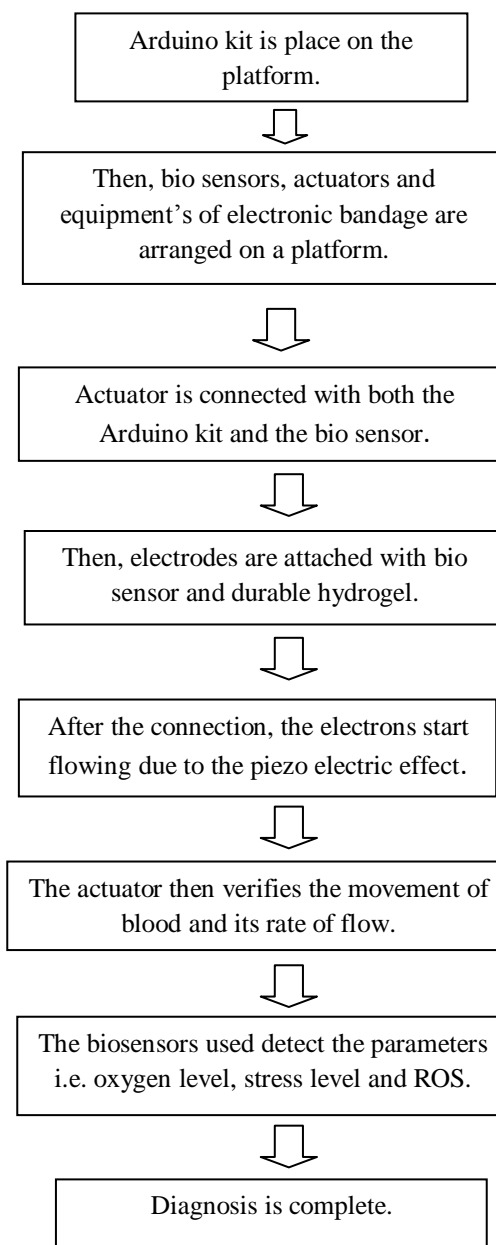 Arduino kit is place on the
platform.
Then, bio sensors, actuators and
equipment's of electronic bandage are
arranged on a platform.
Actuator is connected with both the
Arduino kit and the bio sensor.
Then, electrodes are attached with bio
sensor and durable hydrogel.
After the connection, the electrons start
flowing due to the piezo electric effect.
The actuator then verifies the movement of
blood and its rate of flow.
The biosensors used detect the parameters
i.e. oxygen level, stress level and ROS.
Diagnosis is complete.